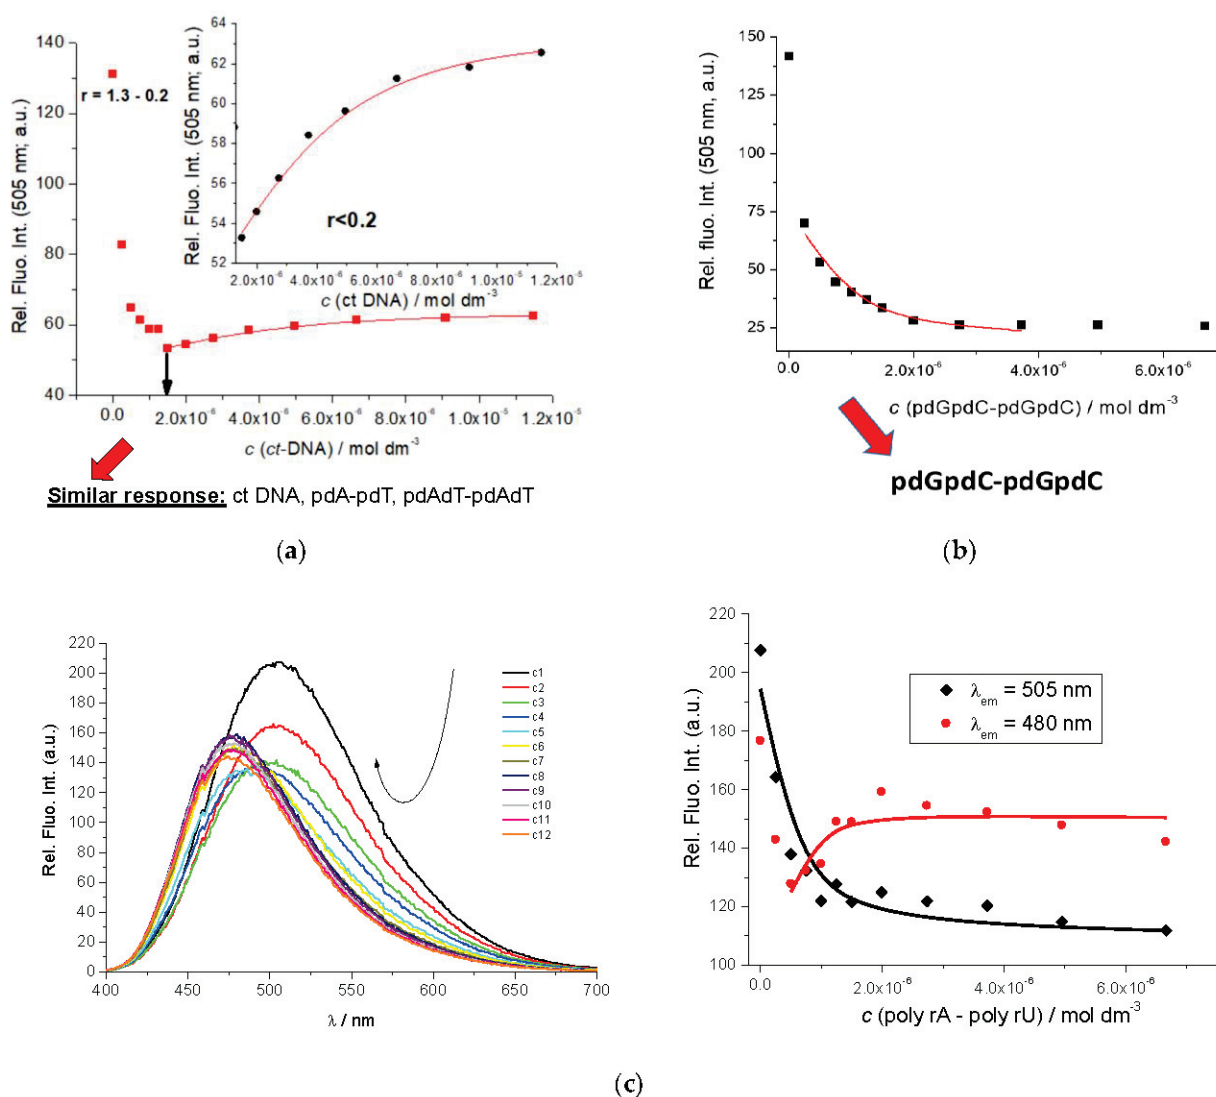 140
120
100
80
60
40
Rel. Fluo. Int. (505 nm; a.u.)
r = 1.3 - 0.2
0.0 2.0x10⁻⁶ 4.0x10⁻⁶ 6.0x10⁻⁶ 8.0x10⁻⁶ 1.0x10⁻⁵ 1.2x10⁻⁵
c (ct-DNA) / mol dm⁻³
64
62
60
58
56
54
52
Rel. Fluo. Int. (505 nm; a.u.)
r<0.2
2.0x10⁻⁶ 4.0x10⁻⁶ 6.0x10⁻⁶ 8.0x10⁻⁶ 1.0x10⁻⁵ 1.2x10⁻⁵
c (ct DNA) / mol dm⁻³
Similar response: ct DNA, pdA-pdT, pdAdT-pdAdT
(a)
150
125
100
75
50
25
Rel. fluo. Int. (505 nm, a.u.)
0.0 2.0x10⁻⁶ 4.0x10⁻⁶ 6.0x10⁻⁶
c (pdGpdC-pdGpdC) / mol dm⁻³
pdGpdC-pdGpdC
(b)
220
200
180
160
140
120
100
80
60
40
20
0
Rel. Fluo. Int. (a.u.)
400 450 500 550 600 650 700
λ / nm
c1
c2
c3
c4
c5
c6
c7
c8
c9
c10
c11
c12
220
200
180
160
140
120
100
Rel. Fluo. Int. (a.u.)
λem = 505 nm
λem = 480 nm
0.0 2.0x10⁻⁶ 4.0x10⁻⁶ 6.0x10⁻⁶
c (poly rA - poly rU) / mol dm⁻³
(c)